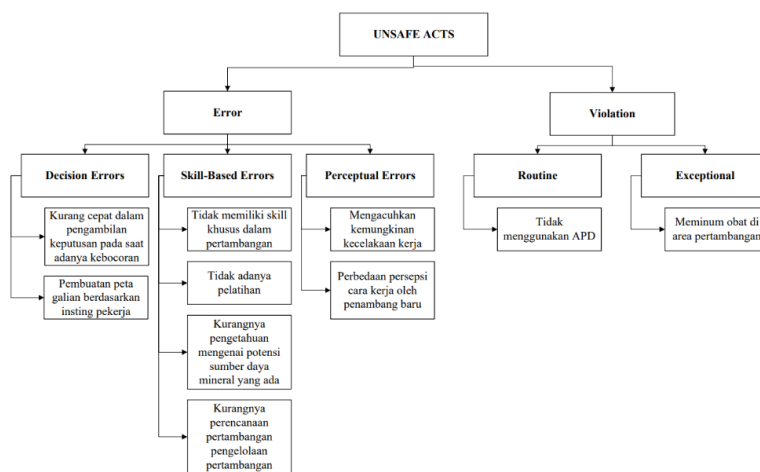 UNSAFE ACTS
Error
Violation
Decision Errors
Skill-Based Errors
Perceptual Errors
Routine
Exceptional
Kurang cepat dalam
pengambilan
keputusan pada saat
adanya kebocoran
Pembuatan peta
galian berdasarkan
insting pekerja
Tidak memiliki skill
khusus dalam
pertambangan
Tidak adanya
pelatihan
Kurangnya
pengetahuan
mengenai potensi
sumber daya
mineral yang ada
Kurangnya
perencanaan
pertambangan
pengelolaan
pertambangan
Mengacuhkan
kemungkinan
kecelakaan kerja
Perbedaan persepsi
cara kerja oleh
penambang baru
Tidak
menggunakan APD
Meminum obat di
area pertambangan